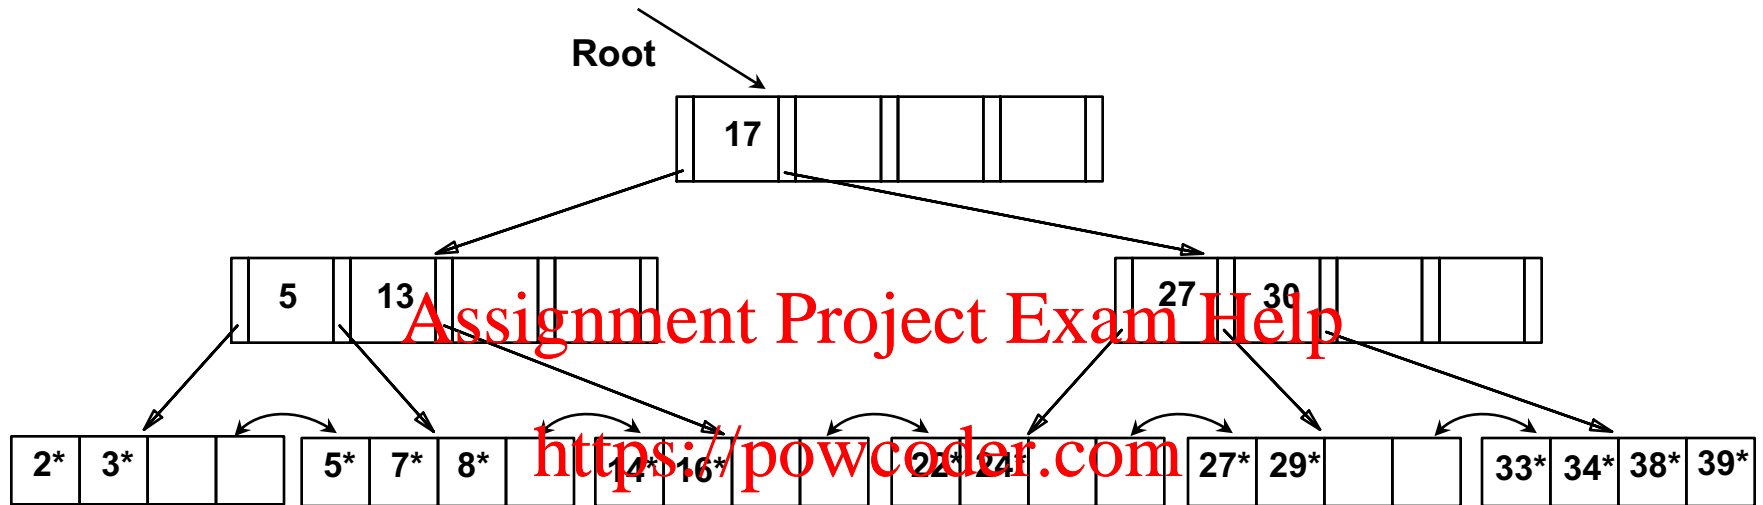 Root
17
5 13
27 30
Assignment Project Exam Help
2* 3* 5* 7* 8* 14* 16* 22* 24* 27* 29* 33* 34* 38* 39*
https://powcoder.com